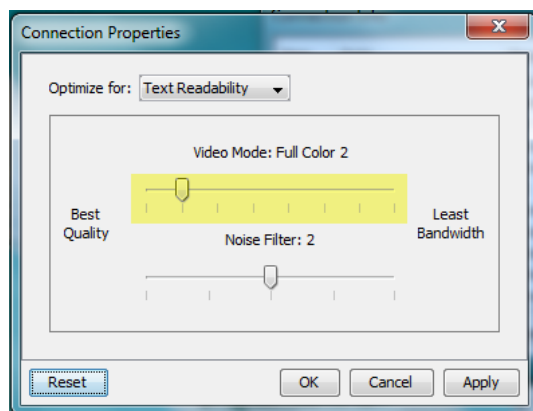 Connection Properties
Optimize for: Text Readability
Video Mode: Full Color 2
Best
Quality
Least
Bandwidth
Noise Filter: 2
Reset
OK
Cancel
Apply